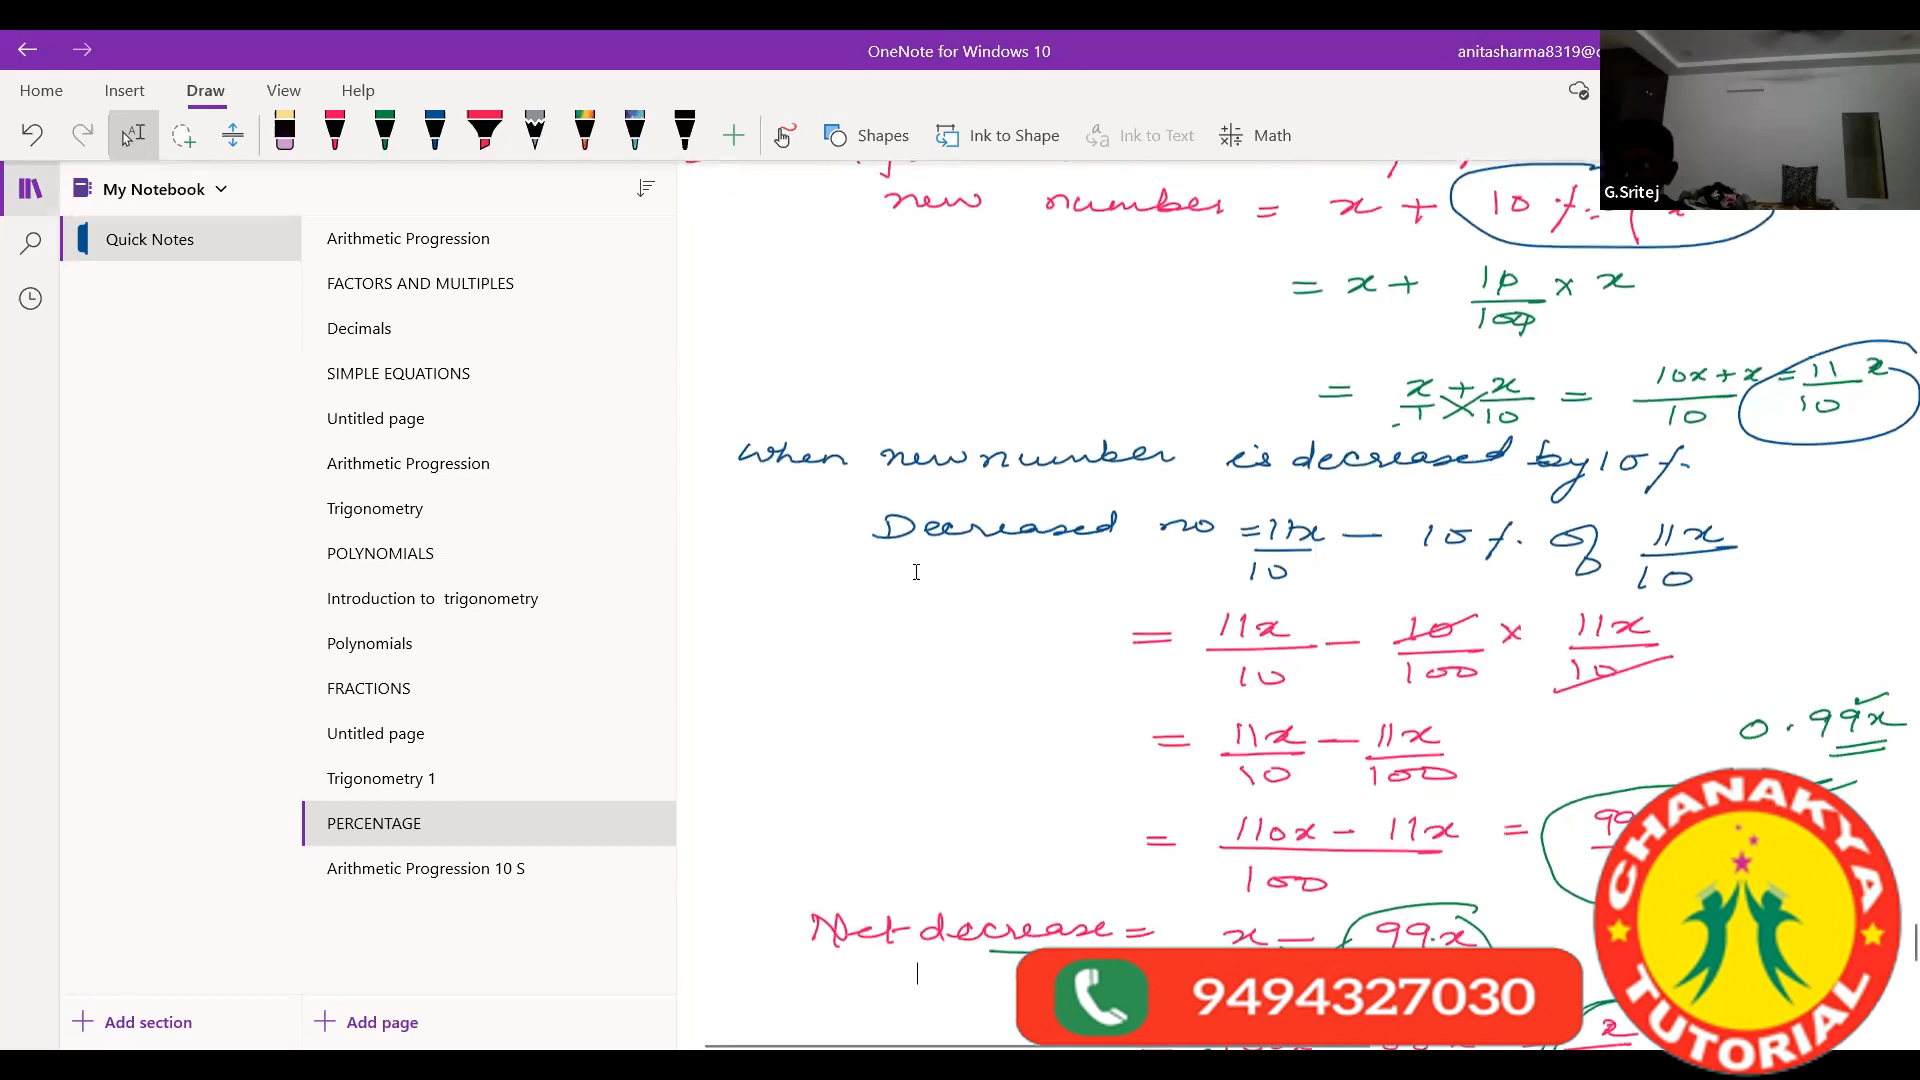 OneNote for Windows 10
anitasharma8319@
Home Insert Draw View Help
Shapes Ink to Shape Ink to Text Math
My Notebook
Quick Notes
Arithmetic Progression
FACTORS AND MULTIPLES
Decimals
SIMPLE EQUATIONS
Untitled page
Arithmetic Progression
Trigonometry
POLYNOMIALS
Introduction to trigonometry
Polynomials
FRACTIONS
Untitled page
Trigonometry 1
PERCENTAGE
Arithmetic Progression 10 S
Add section
Add page
G.Sritej
new number = x + 10 %
= x + 10/100 × x
= x/1 + x/10 = 10x + x/10 = 11/10 x
When new number is decreased by 10 %.
Decreased no = 11x/10 - 10 %. of 11x/10
= 11x/10 - 10/100 × 11x/10
= 11x/10 - 11x/100
0.99x
= 110x - 11x/100 = 99
Net decrease = x - 99x
9494327030
CHANAKYA
TUTORIAL